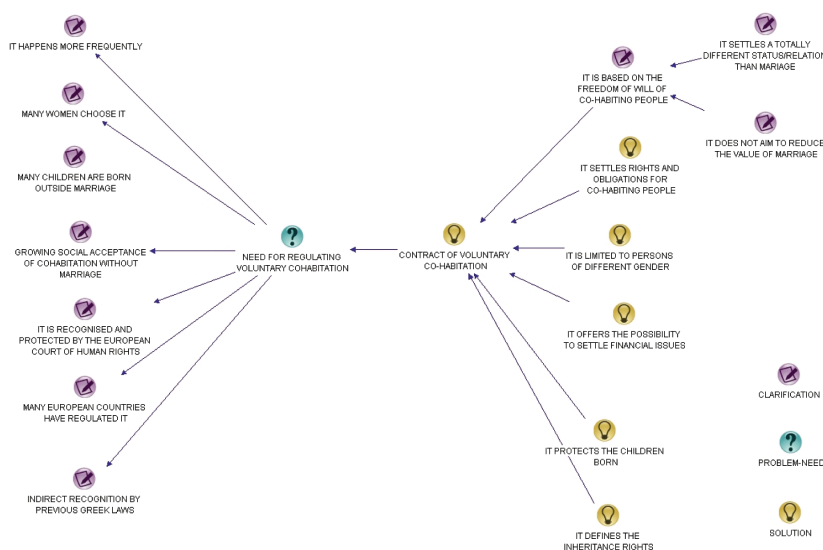 IT HAPPENS MORE FREQUENTLY
MANY WOMEN CHOOSE IT
MANY CHILDREN ARE BORN
OUTSIDE MARRIAGE
GROWING SOCIAL ACCEPTANCE
OF COHABITATION WITHOUT
MARRIAGE
IT IS RECOGNISED AND
PROTECTED BY THE EUROPEAN
COURT OF HUMAN RIGHTS
MANY EUROPEAN COUNTRIES
HAVE REGULATED IT
INDIRECT RECOGNITION BY
PREVIOUS GREEK LAWS
?
NEED FOR REGULATING
VOLUNTARY COHABITATION
CONTRACT OF VOLUNTARY
CO-HABITATION
IT IS BASED ON THE
FREEDOM OF WILL OF
CO-HABITING PEOPLE
IT SETTLES A TOTALLY
DIFFERENT STATUS/RELATION
THAN MARIAGE
IT DOES NOT AIM TO REDUCE
THE VALUE OF MARRIAGE
IT SETTLES RIGHTS AND
OBLIGATIONS FOR
CO-HABITING PEOPLE
IT IS LIMITED TO PERSONS
OF DIFFERENT GENDER
IT OFFERS THE POSSIBILITY
TO SETTLE FINANCIAL ISSUES
IT PROTECTS THE CHILDREN
BORN
IT DEFINES THE
INHERITANCE RIGHTS
CLARIFICATION
?
PROBLEM-NEED
SOLUTION